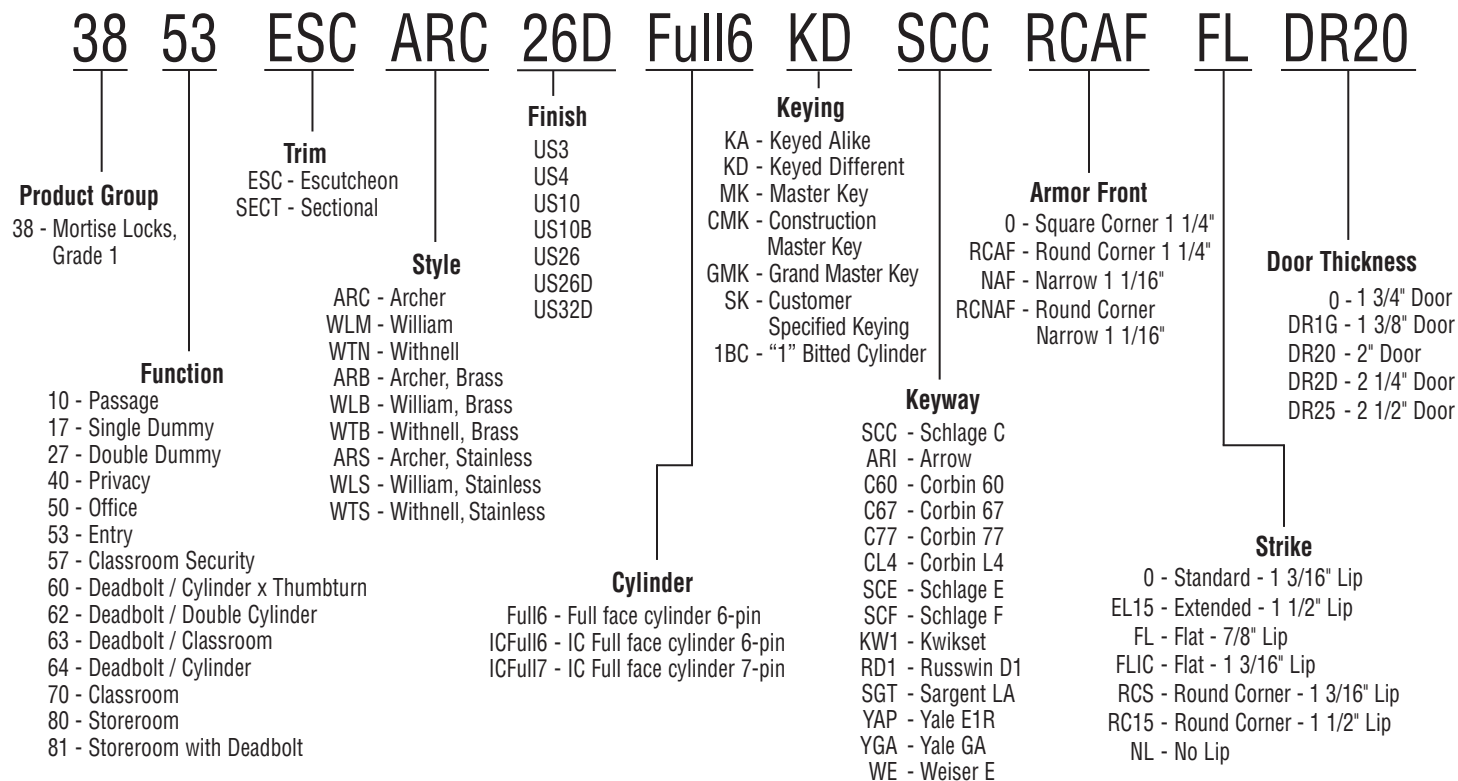 38 53 ESC ARC 26D Full6 KD SCC RCAF FL DR20
Product Group
38 - Mortise Locks,
Grade 1
Function
10 - Passage
17 - Single Dummy
27 - Double Dummy
40 - Privacy
50 - Office
53 - Entry
57 - Classroom Security
60 - Deadbolt / Cylinder x Thumbturn
62 - Deadbolt / Double Cylinder
63 - Deadbolt / Classroom
64 - Deadbolt / Cylinder
70 - Classroom
80 - Storeroom
81 - Storeroom with Deadbolt
Trim
ESC - Escutcheon
SECT - Sectional
Style
ARC - Archer
WLM - William
WTN - Withnell
ARB - Archer, Brass
WLB - William, Brass
WTB - Withnell, Brass
ARS - Archer, Stainless
WLS - William, Stainless
WTS - Withnell, Stainless
Finish
US3
US4
US10
US10B
US26
US26D
US32D
Cylinder
Full6 - Full face cylinder 6-pin
ICFull6 - IC Full face cylinder 6-pin
ICFull7 - IC Full face cylinder 7-pin
Keying
KA - Keyed Alike
KD - Keyed Different
MK - Master Key
CMK - Construction
Master Key
GMK - Grand Master Key
SK - Customer
Specified Keying
1BC - “1” Bitted Cylinder
Keyway
SCC - Schlage C
ARI - Arrow
C60 - Corbin 60
C67 - Corbin 67
C77 - Corbin 77
CL4 - Corbin L4
SCE - Schlage E
SCF - Schlage F
KW1 - Kwikset
RD1 - Russwin D1
SGT - Sargent LA
YAP - Yale E1R
YGA - Yale GA
WE - Weiser E
Armor Front
0 - Square Corner 1 1/4"
RCAF - Round Corner 1 1/4"
NAF - Narrow 1 1/16"
RCNAF - Round Corner
Narrow 1 1/16"
Strike
0 - Standard - 1 3/16" Lip
EL15 - Extended - 1 1/2" Lip
FL - Flat - 7/8" Lip
FLIC - Flat - 1 3/16" Lip
RCS - Round Corner - 1 3/16" Lip
RC15 - Round Corner - 1 1/2" Lip
NL - No Lip
Door Thickness
0 - 1 3/4" Door
DR1G - 1 3/8" Door
DR20 - 2" Door
DR2D - 2 1/4" Door
DR25 - 2 1/2" Door